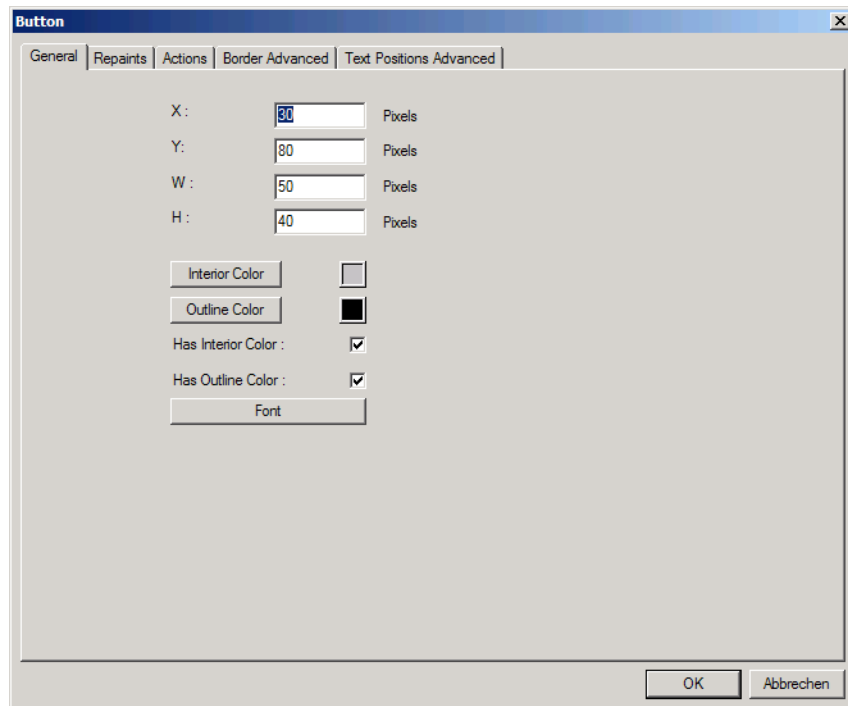 Button
General Repaints Actions Border Advanced Text Positions Advanced
X : 30 Pixels
Y: 80 Pixels
W : 50 Pixels
H : 40 Pixels
Interior Color
Outline Color
Has Interior Color :
Has Outline Color :
Font
OK Abbrechen